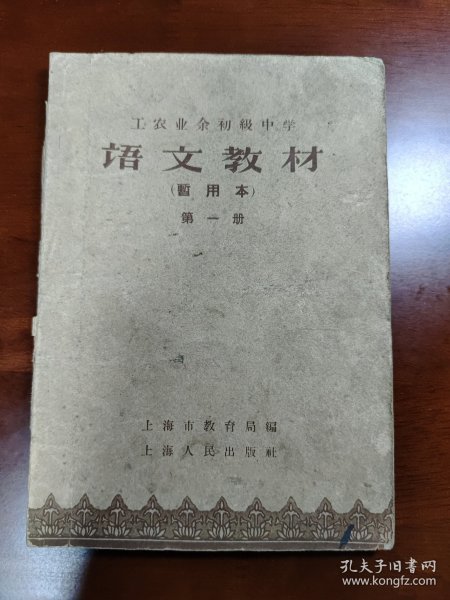 工农业余初級中学
语文教材
(暫用本)
第一册
上海市教育局編
上海人民出版社
孔夫子旧书网
www.kongfz.com